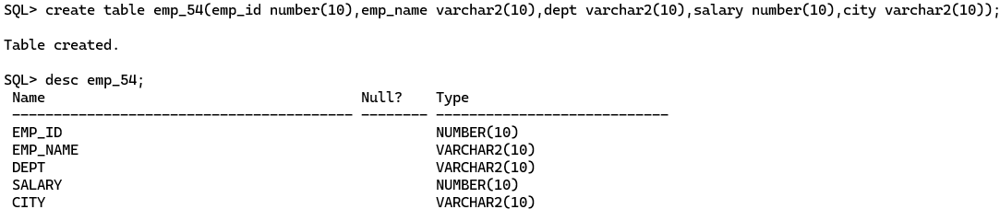 SQL> create table emp_54(emp_id number(10),emp_name varchar2(10),dept varchar2(10),salary number(10),city varchar2(10));
Table created.
SQL> desc emp_54;
Name Null? Type
----------------------------------------- -------- ----------------------------
EMP_ID NUMBER(10)
EMP_NAME VARCHAR2(10)
DEPT VARCHAR2(10)
SALARY NUMBER(10)
CITY VARCHAR2(10)